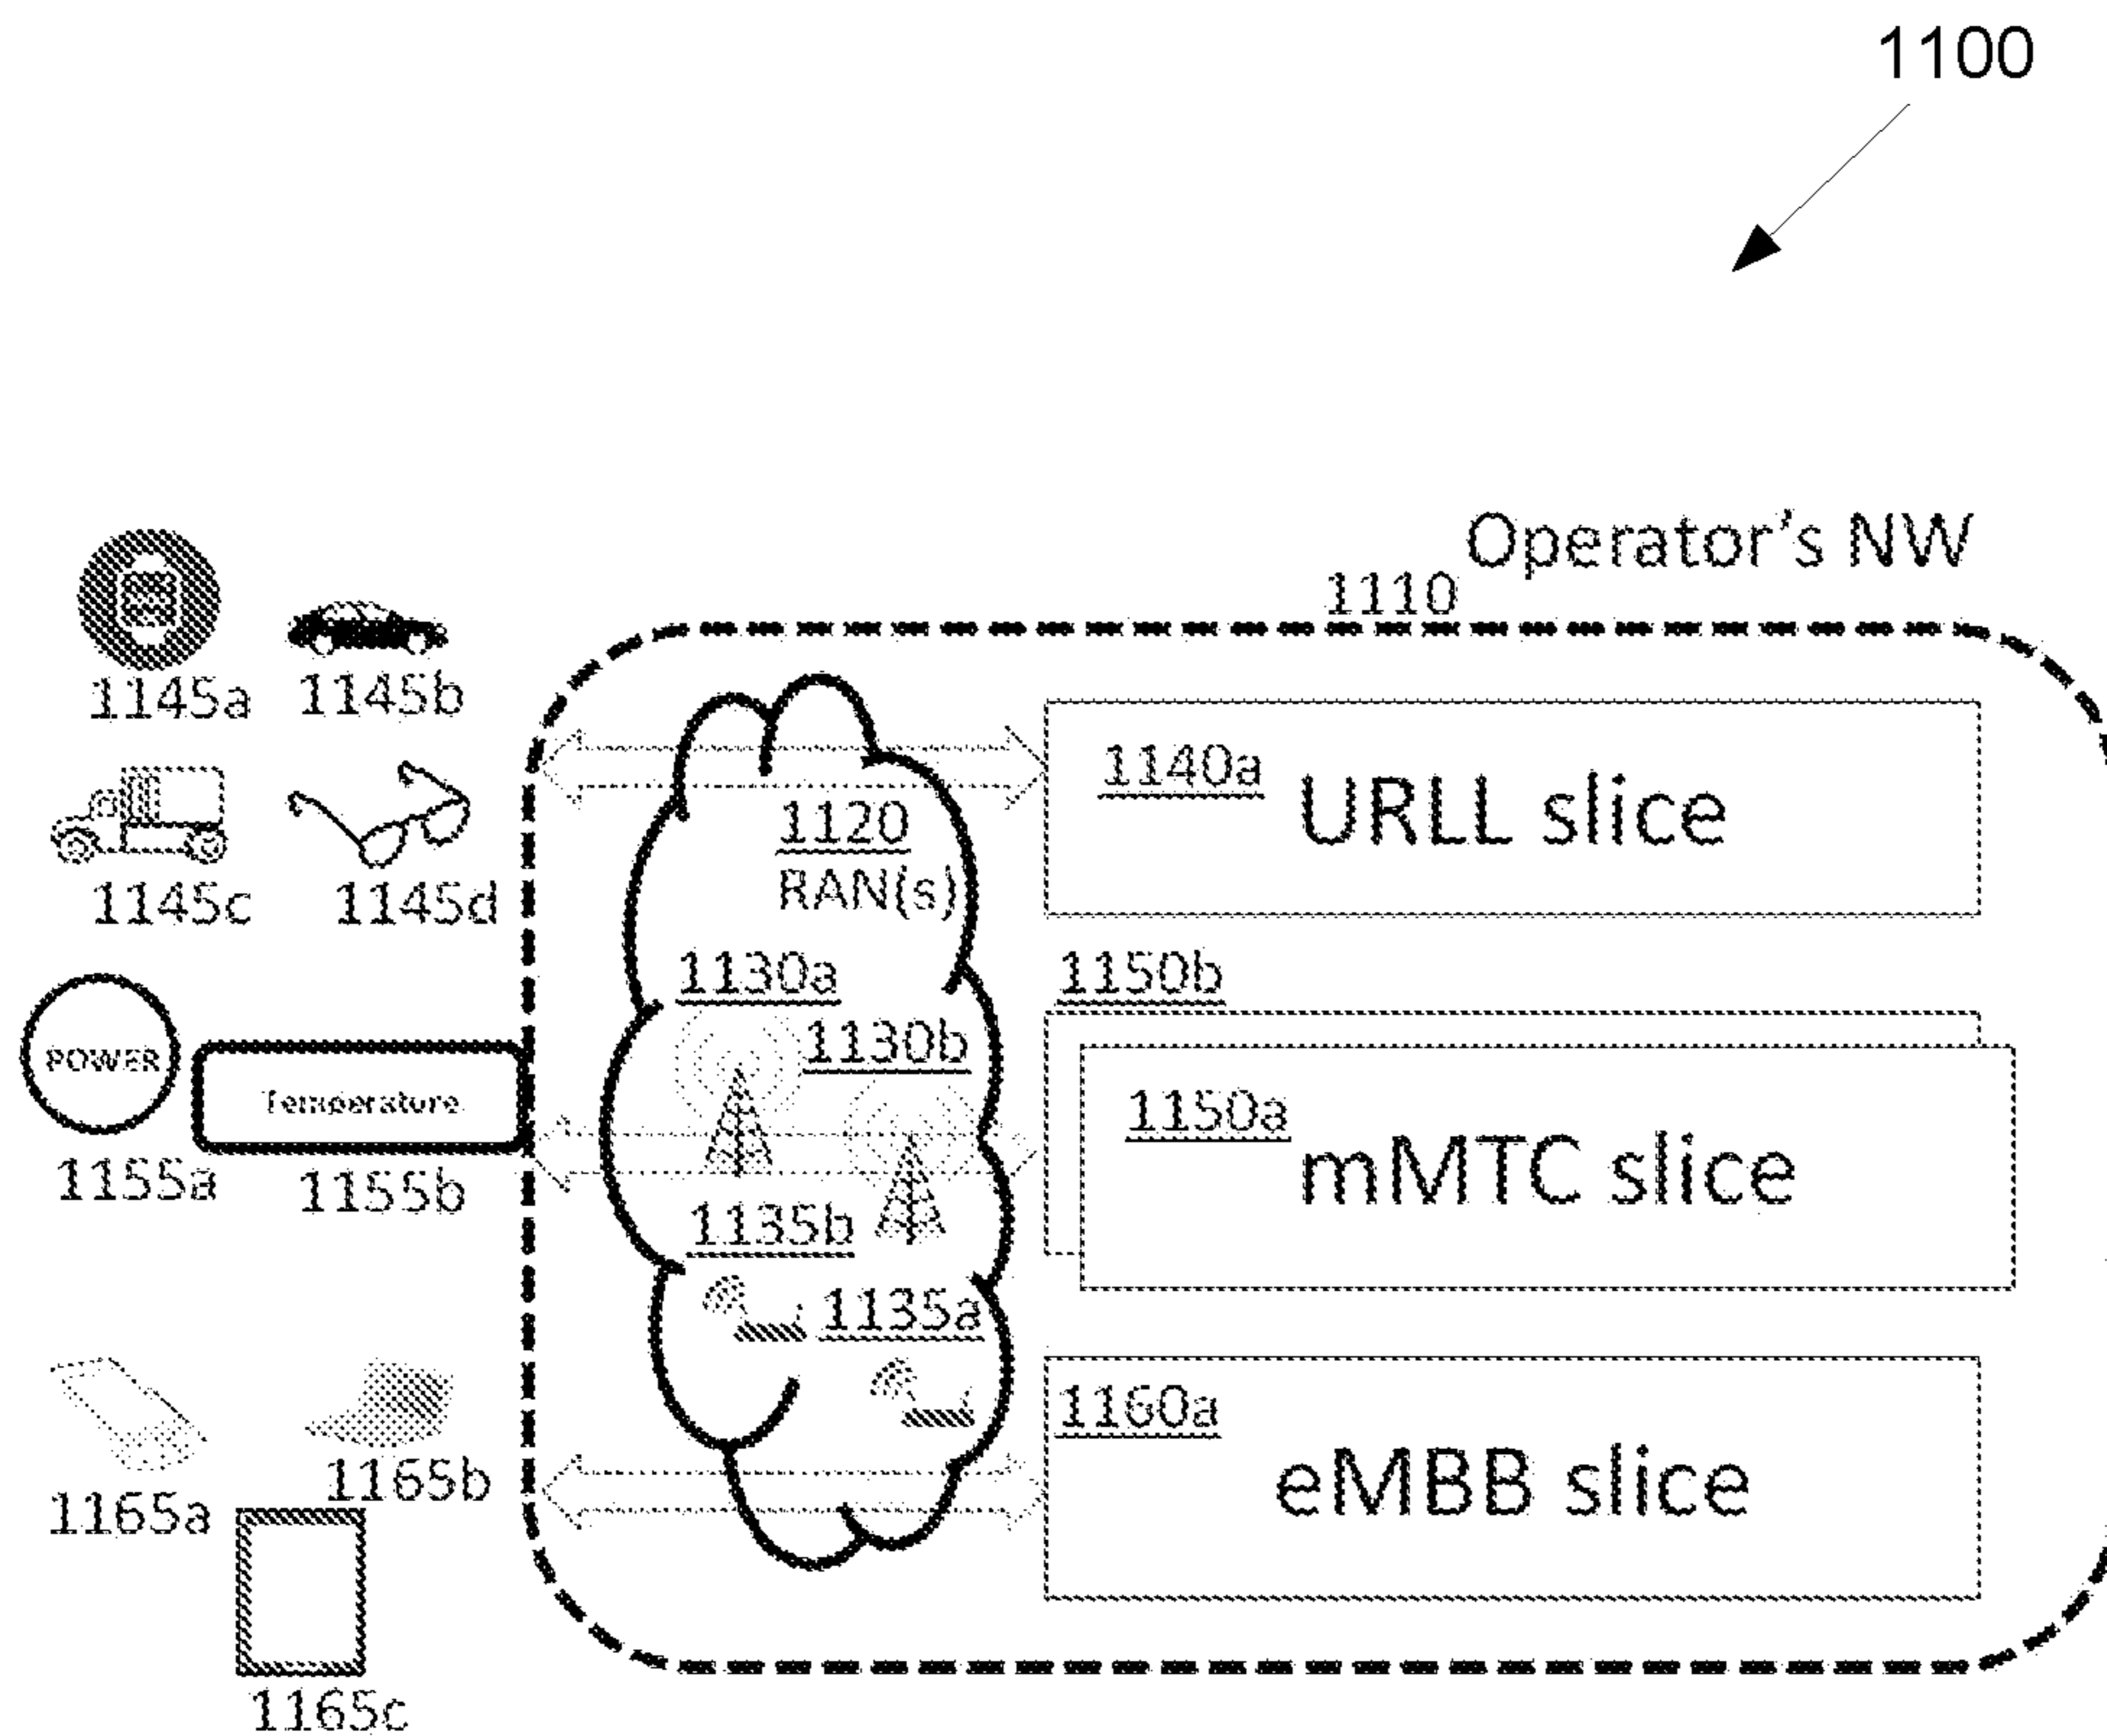 1100
Operator's NW
1110
1145a
1145b
1140a
URLL slice
1120
RAN(s)
1145c
1145d
1130a
1150b
1130b
POWER
Temperature
1150a
mMTC slice
1155a
1155b
1135b
1135a
1160a
eMBB slice
1165a
1165b
1165c